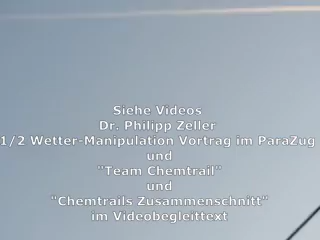 Siehe Videos
Dr. Philipp Zeller
1/2 Wetter-Manipulation Vortrag im ParaZug
und
"Team Chemtrail"
und
"Chemtrails Zusammenschnitt"
im Videobegleittext